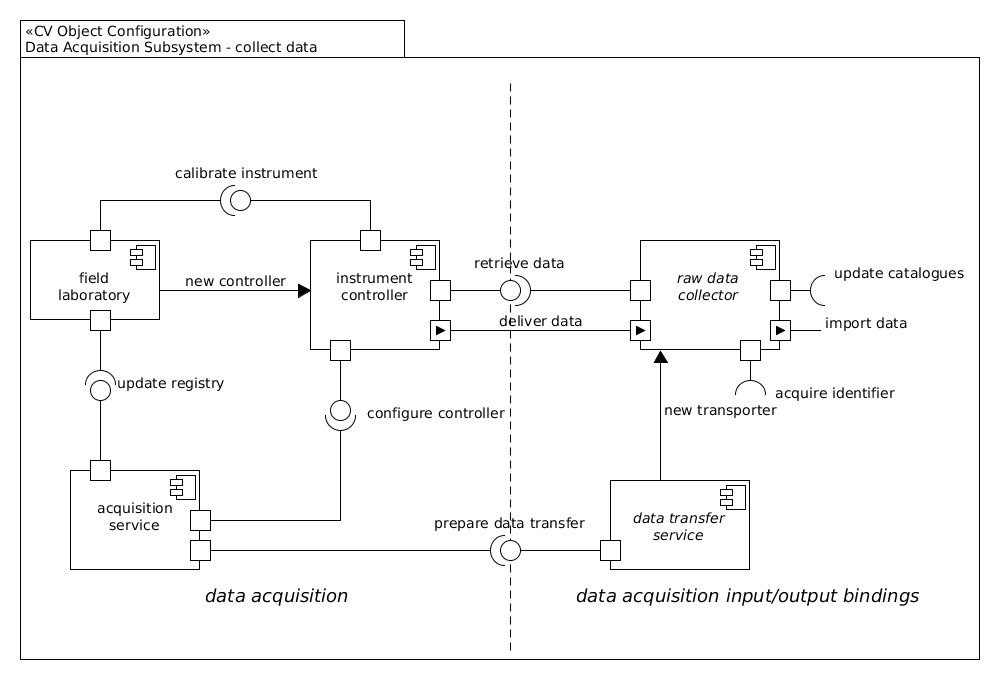 «CV Object Configuration»
Data Acquisition Subsystem - collect data
calibrate instrument
field
laboratory
new controller
instrument
controller
retrieve data
deliver data
raw data
collector
update catalogues
import data
acquire identifier
new transporter
update registry
configure controller
acquisition
service
prepare data transfer
data transfer
service
data acquisition
data acquisition input/output bindings